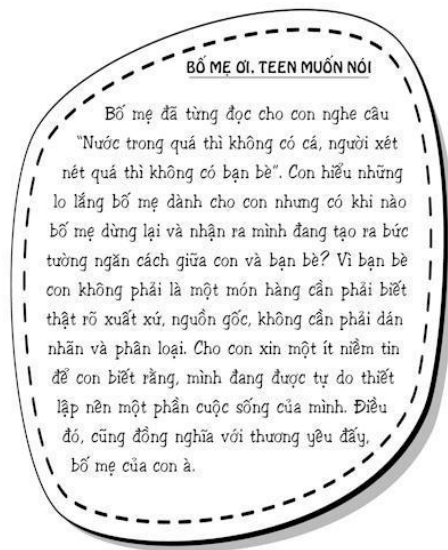 BỐ MẸ ƠI, TEEN MUỐN NÓI
Bố mẹ đã từng đọc cho con nghe câu
“Nước trong quá thì không có cá, người xét
nét quá thì không có bạn bè”. Con hiểu những
lo lắng bố mẹ dành cho con nhưng có khi nào
bố mẹ dừng lại và nhận ra mình đang tạo ra bức
tường ngăn cách giữa con và bạn bè? Vì bạn bè
con không phải là một món hàng cần phải biết
thật rõ xuất xứ, nguồn gốc, không cần phải dán
nhãn và phân loại. Cho con xin một ít niềm tin
để con biết rằng, mình đang được tự do thiết
lập nên một phần cuộc sống của mình. Điều
đó, cũng đồng nghĩa với thương yêu đấy,
bố mẹ của con à.